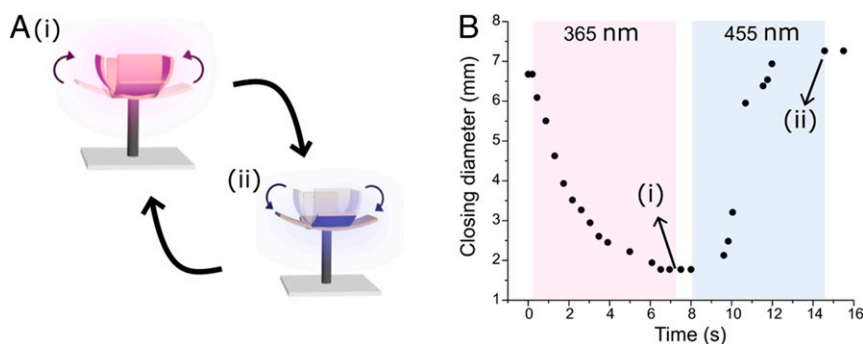 A (i)
(ii)
B
365 nm
455 nm
Closing diameter (mm)
8
7
6
5
4
3
2
1
(i)
(ii)
0 2 4 6 8 10 12 14 16
Time (s)